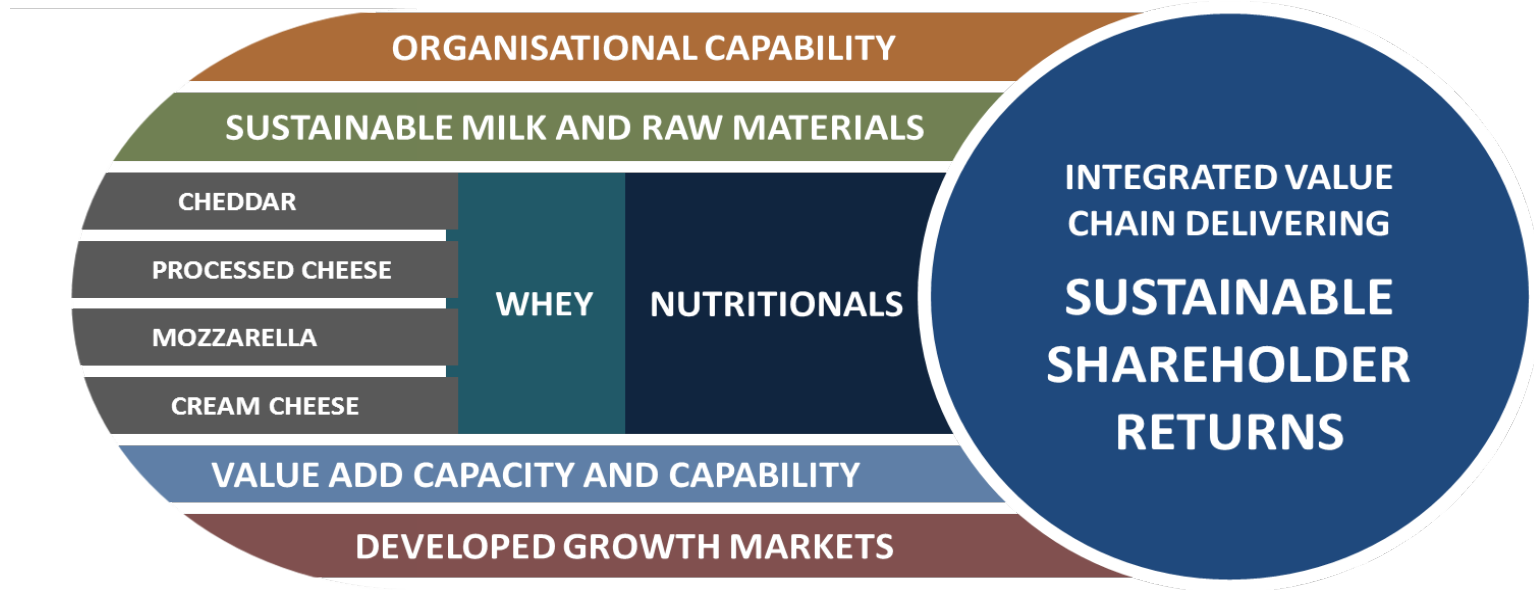 ORGANISATIONAL CAPABILITY
SUSTAINABLE MILK AND RAW MATERIALS
CHEDDAR
PROCESSED CHEESE
MOZZARELLA
CREAM CHEESE
WHEY
NUTRITIONALS
VALUE ADD CAPACITY AND CAPABILITY
DEVELOPED GROWTH MARKETS
INTEGRATED VALUE
CHAIN DELIVERING
SUSTAINABLE
SHAREHOLDER
RETURNS